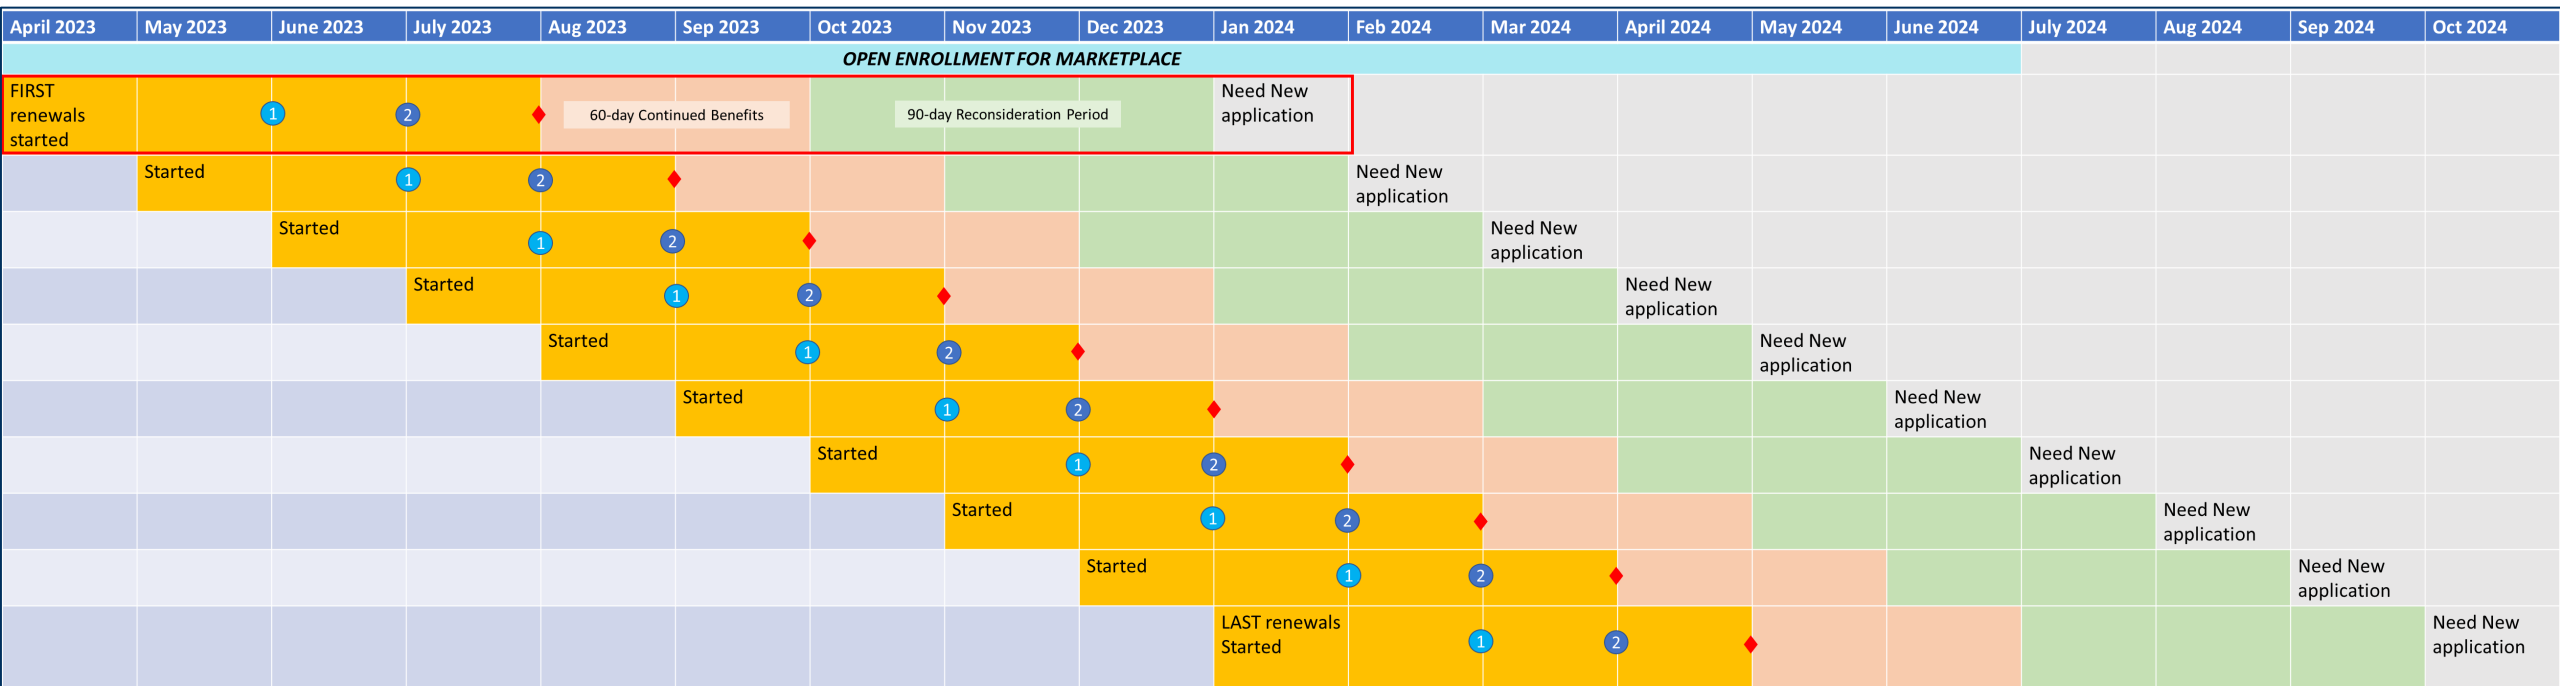 April 2023
May 2023
June 2023
July 2023
Aug 2023
Sep 2023
Oct 2023
Nov 2023
Dec 2023
Jan 2024
Feb 2024
Mar 2024
April 2024
May 2024
June 2024
July 2024
Aug 2024
Sep 2024
Oct 2024
OPEN ENROLLMENT FOR MARKETPLACE
FIRST
renewals
started
1
2
60-day Continued Benefits
90-day Reconsideration Period
Need New
application
Started
1
2
Need New
application
Started
1
2
Need New
application
Started
1
2
Need New
application
Started
1
2
Need New
application
Started
1
2
Need New
application
Started
1
2
Need New
application
Started
1
2
Need New
application
Started
1
2
Need New
application
LAST renewals
Started
1
2
Need New
application